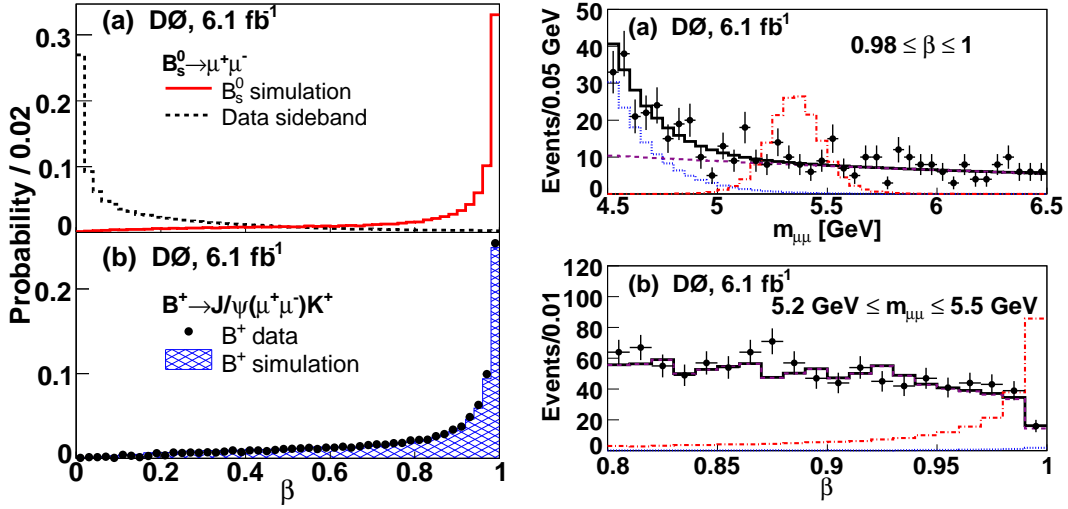 (a) DØ, 6.1 fb⁻¹
B⁰ₛ→μ⁺μ⁻
B⁰ₛ simulation
Data sideband
0.3
0.2
0.1
0
(b) DØ, 6.1 fb⁻¹
B⁺→J/ψ(μ⁺μ⁻)K⁺
B⁺ data
B⁺ simulation
0.2
0.1
0
Probability / 0.02
0 0.2 0.4 0.6 0.8 1
β
(a) DØ, 6.1 fb⁻¹
0.98 ≤ β ≤ 1
50
40
30
20
10
0
Events/0.05 GeV
4.5 5 5.5 6 6.5
m_μμ [GeV]
(b) DØ, 6.1 fb⁻¹
5.2 GeV ≤ m_μμ ≤ 5.5 GeV
120
100
80
60
40
20
0
Events/0.01
0.8 0.85 0.9 0.95 1
β